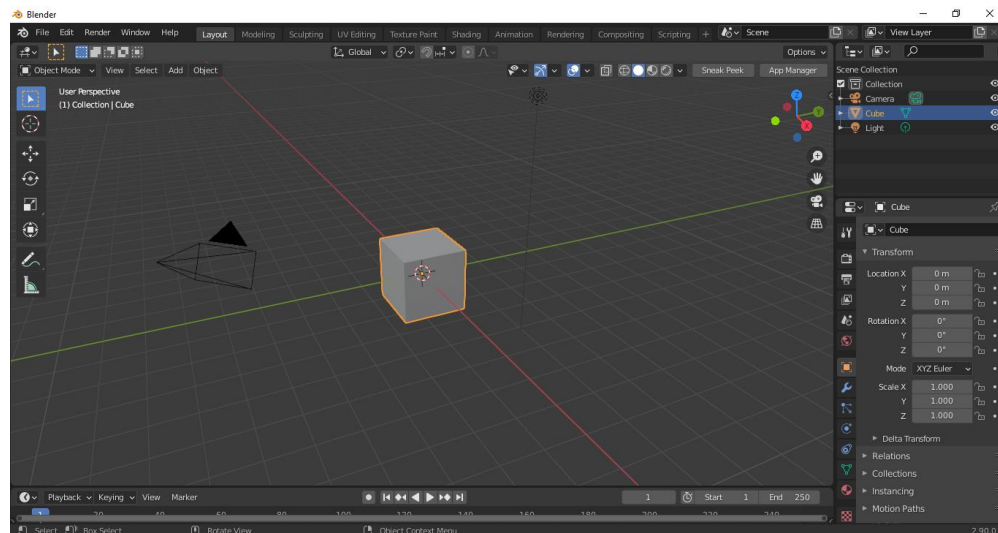 Blender
File Edit Render Window Help Layout Modeling Sculpting UV Editing Texture Paint Shading Animation Rendering Compositing Scripting + Scene View Layer
Global Options
Object Mode View Select Add Object Sneak Peek App Manager
User Perspective
(1) Collection | Cube
X
Y
Z
Scene Collection
Collection
Camera
Cube
Light
Cube
Cube
Transform
Location X 0 m
Y 0 m
Z 0 m
Rotation X 0°
Y 0°
Z 0°
Mode XYZ Euler
Scale X 1.000
Y 1.000
Z 1.000
Delta Transform
Relations
Collections
Instancing
Motion Paths
Playback Keying View Marker 1 Start 1 End 250
1 20 40 60 80 100 120 140 160 180 200 220 240
Select Box Select Rotate View Object Context Menu 2.90.0